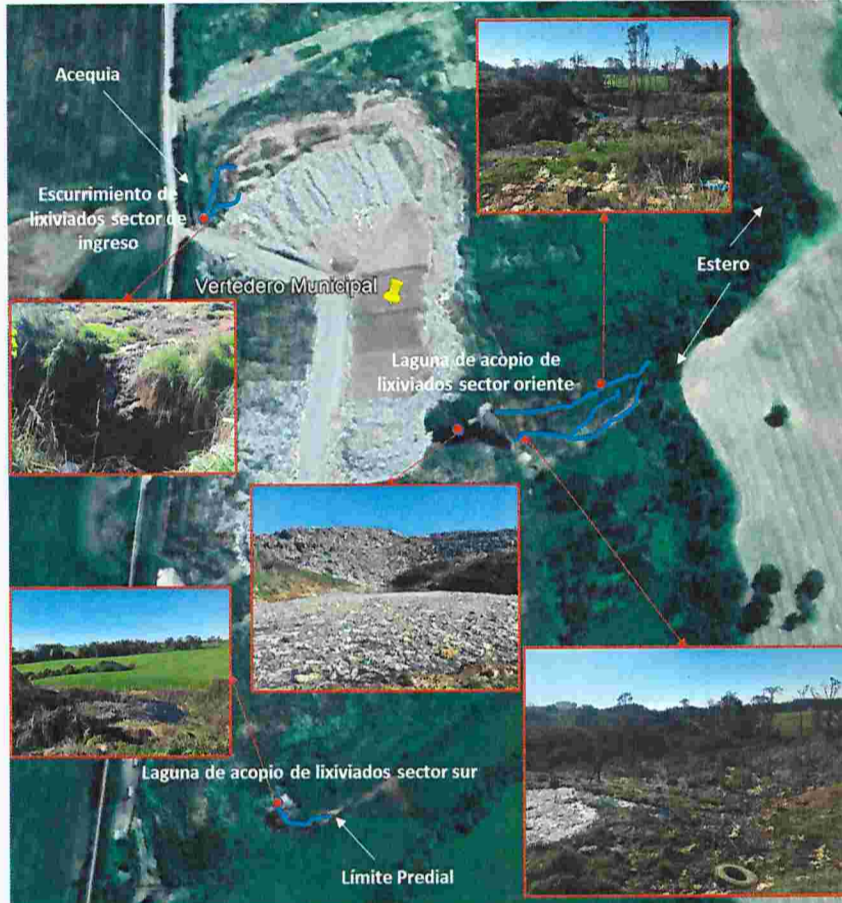 Acequia
Escurrimiento de
lixiviados sector de
ingreso
Vertedero Municipal
Estero
Laguna de acopio de
lixiviados sector oriente
Laguna de acopio de lixiviados sector sur
Límite Predial